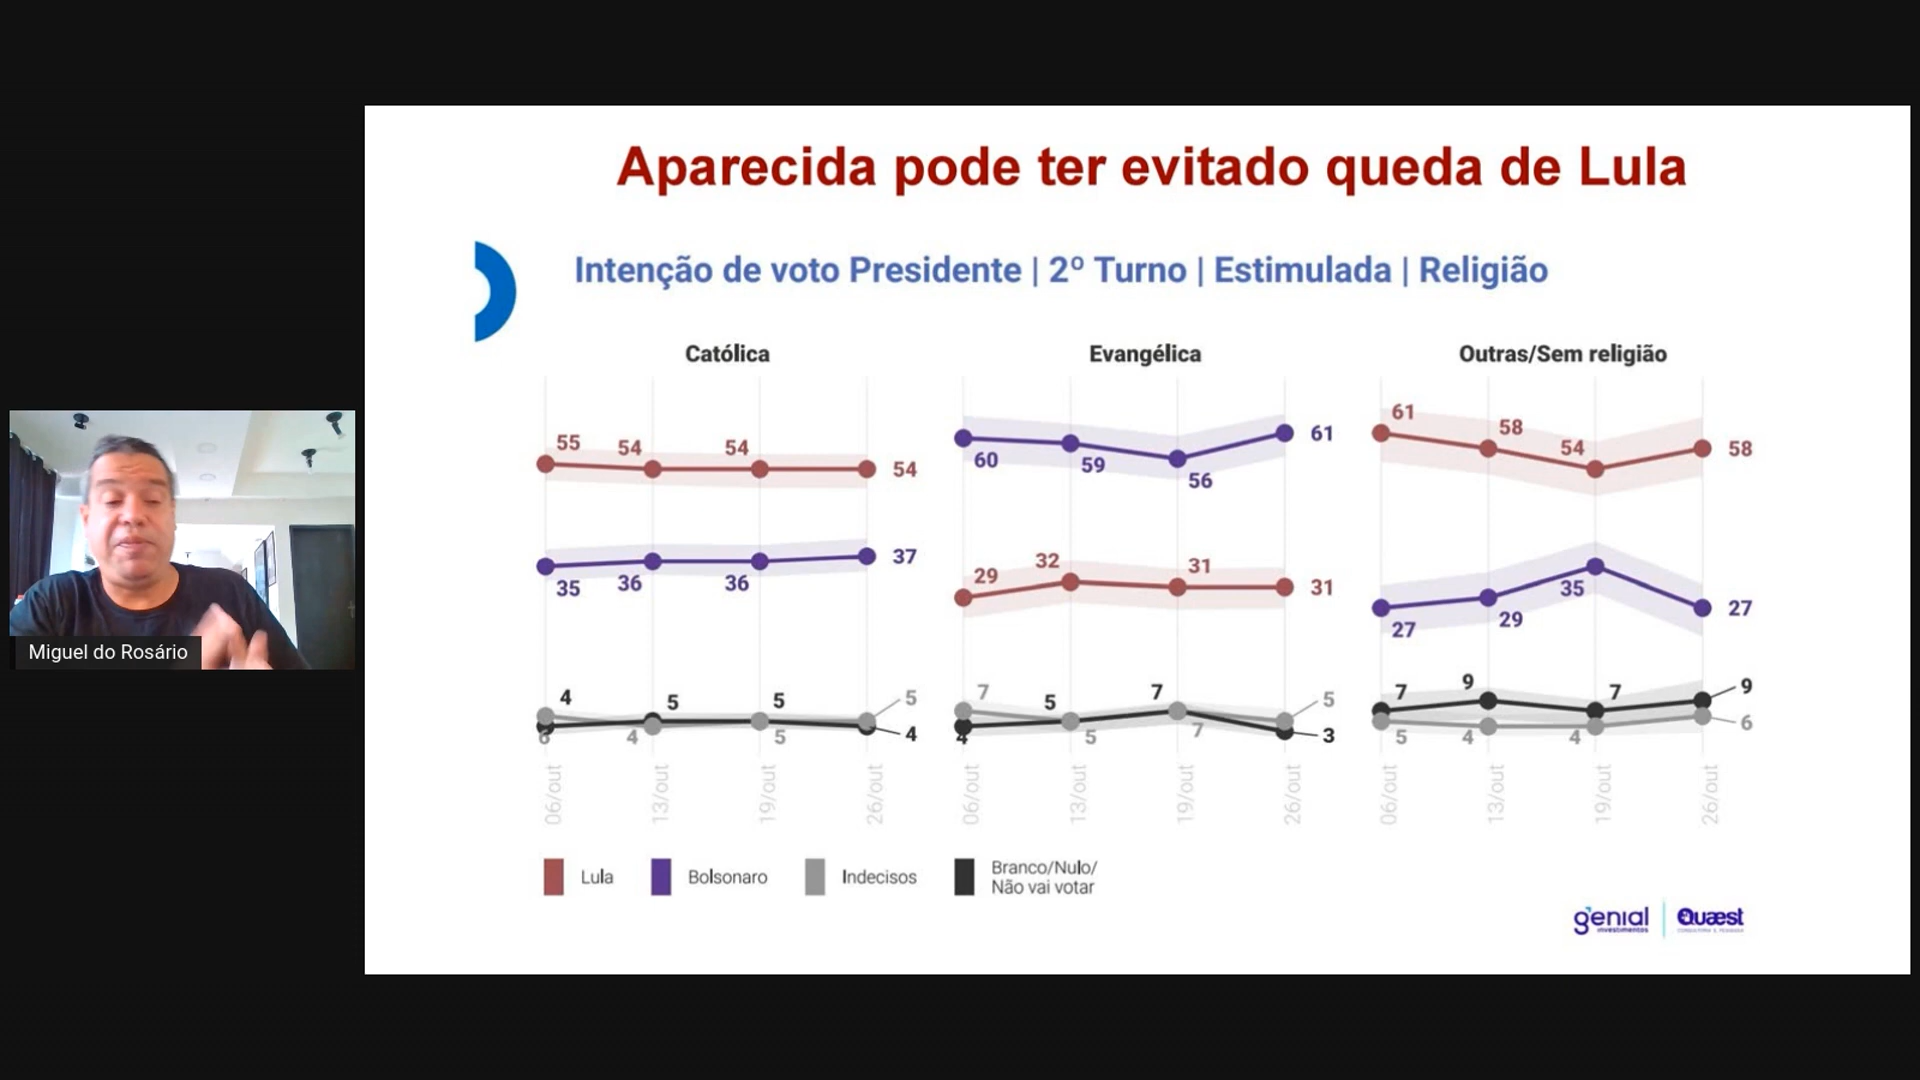 Aparecida pode ter evitado queda de Lula
Intenção de voto Presidente | 2º Turno | Estimulada | Religião
Católica
55 54 54 54
35 36 36 37
4 5 5 5
6 4 5 4
06/out 13/out 19/out 26/out
Evangélica
60 59 56 61
29 32 31 31
7 5 7 5
4 5 7 3
06/out 13/out 19/out 26/out
Outras/Sem religião
61 58 54 58
27 29 35 27
7 9 7 9
5 4 4 6
06/out 13/out 19/out 26/out
Lula
Bolsonaro
Indecisos
Branco/Nulo/
Não vai votar
genial
investimentos
Quæst
Miguel do Rosário